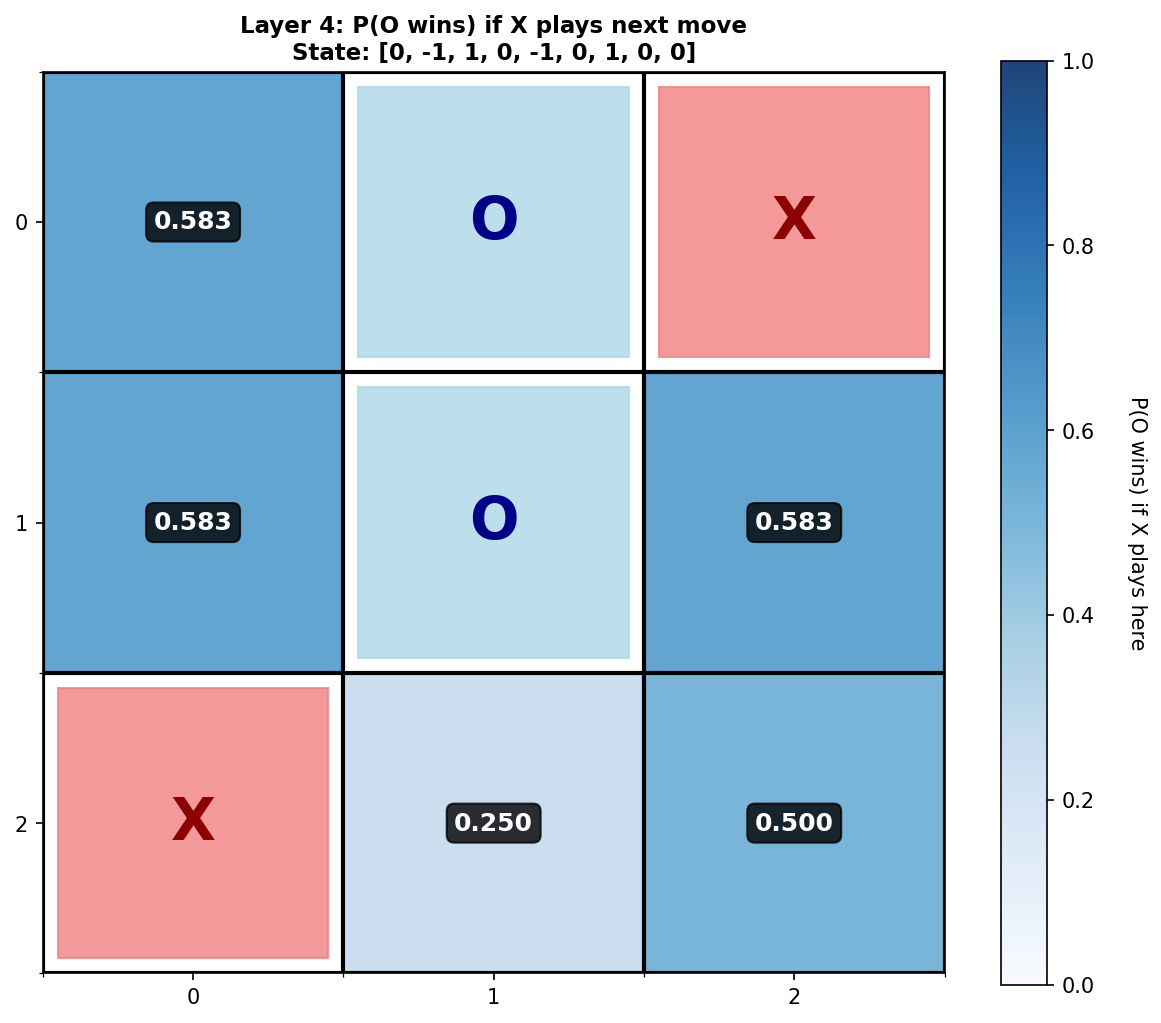 Layer 4: P(O wins) if X plays next move
State: [0, -1, 1, 0, -1, 0, 1, 0, 0]
0
0.583
O
X
1
0.583
O
0.583
2
X
0.250
0.500
0
1
2
1.0
0.8
0.6
0.4
0.2
0.0
P(O wins) if X plays here